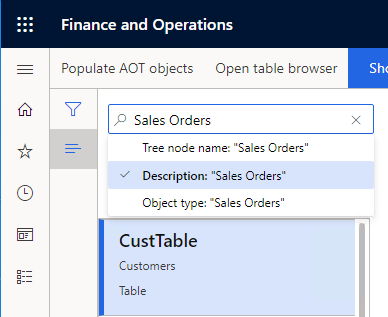 Finance and Operations
Populate AOT objects
Open table browser
Sho
Sales Orders
Tree node name: "Sales Orders"
Description: "Sales Orders"
Object type: "Sales Orders"
CustTable
Customers
Table